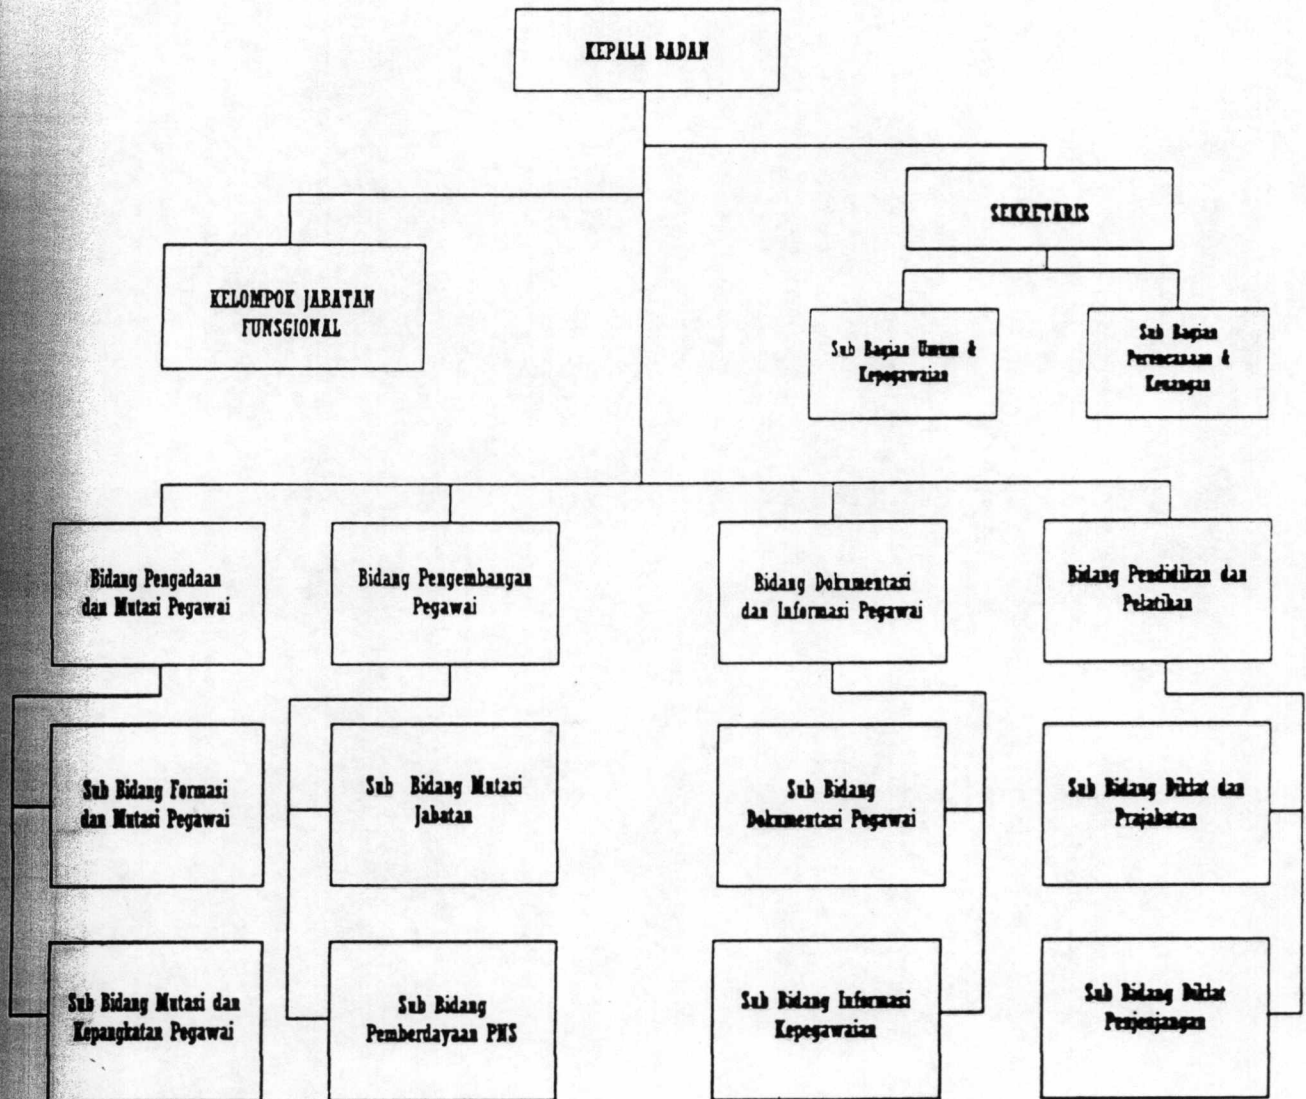 KEPALA BADAN
SEKRETARIS
KELOMPOK JABATAN
FUNSGIONAL
Sub Bagian Umum &
Kepegawaian
Sub Bagian
Perencanaan &
Keuangan
Bidang Pengadaan
dan Mutasi Pegawai
Bidang Pengembangan
Pegawai
Bidang Dokumentasi
dan Informasi Pegawai
Bidang Pendidikan dan
Pelatihan
Sub Bidang Formasi
dan Mutasi Pegawai
Sub Bidang Mutasi
Jabatan
Sub Bidang
Dokumentasi Pegawai
Sub Bidang Diklat dan
Prajabatan
Sub Bidang Mutasi dan
Kepangkatan Pegawai
Sub Bidang
Pemberdayaan PNS
Sub Bidang Informasi
Kepegawaian
Sub Bidang Diklat
Penjenjangan